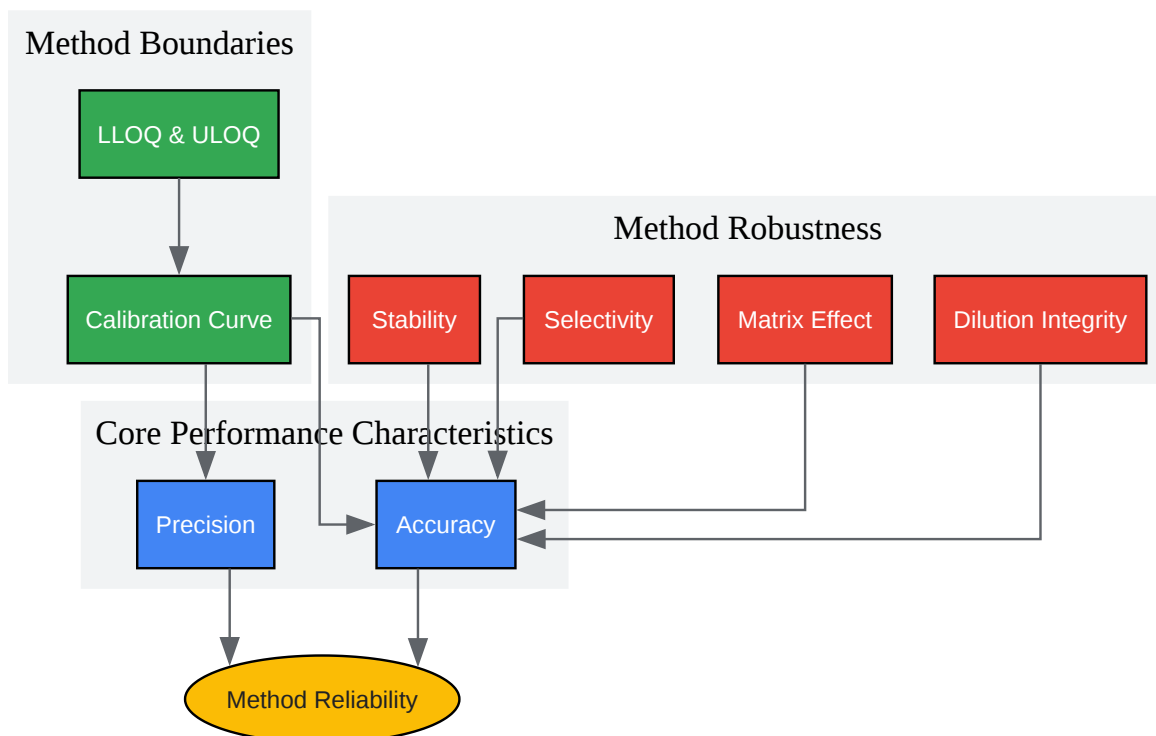 Method Boundaries
LLOQ & ULOQ
Method Robustness
Calibration Curve
Stability
Selectivity
Matrix Effect
Dilution Integrity
Core Performance Characteristics
Precision
Accuracy
Method Reliability